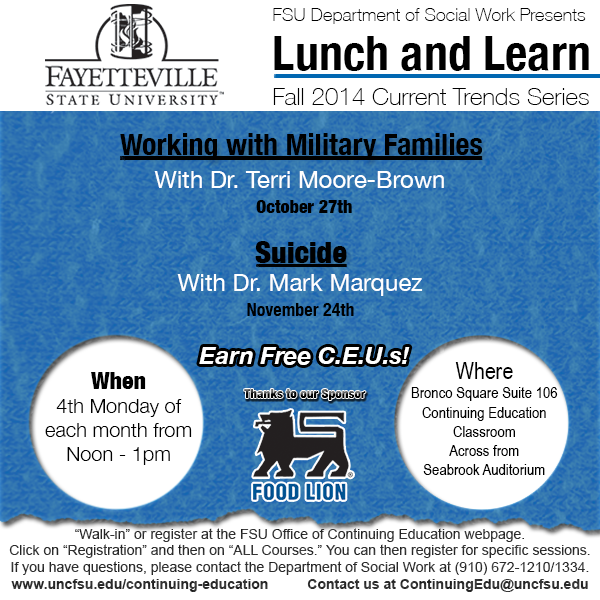 FAYETTEVILLE
STATE UNIVERSITY™
FSU Department of Social Work Presents
Lunch and Learn
Fall 2014 Current Trends Series
Working with Military Families
With Dr. Terri Moore-Brown
October 27th
Suicide
With Dr. Mark Marquez
November 24th
Earn Free C.E.U.s!
When
4th Monday of
each month from
Noon - 1pm
Thanks to our Sponsor
FOOD LION®
Where
Bronco Square Suite 106
Continuing Education
Classroom
Across from
Seabrook Auditorium
“Walk-in” or register at the FSU Office of Continuing Education webpage.
Click on “Registration” and then on “ALL Courses.” You can then register for specific sessions.
If you have questions, please contact the Department of Social Work at (910) 672-1210/1334.
www.uncfsu.edu/continuing-education Contact us at ContinuingEdu@uncfsu.edu